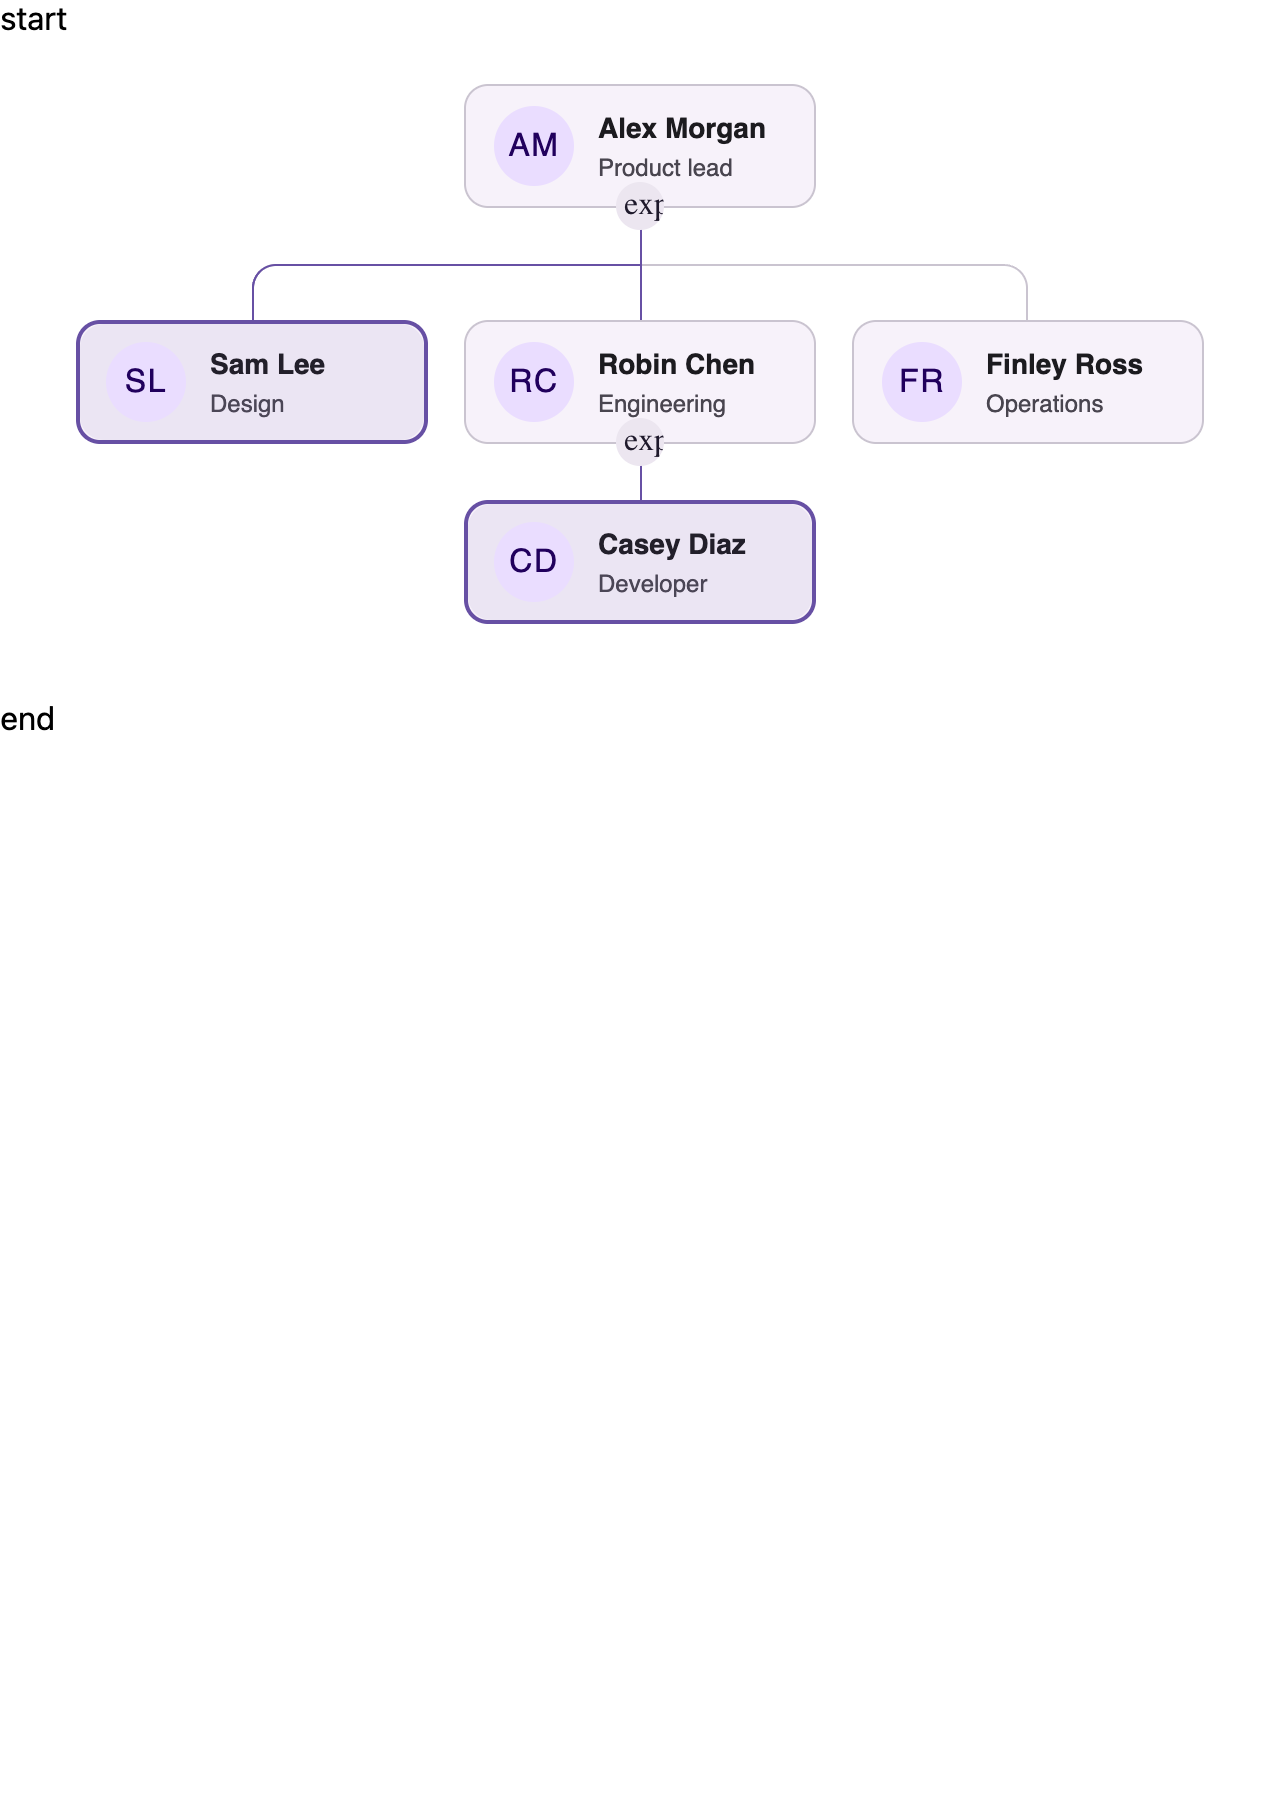 start
AM
Alex Morgan
Product lead
exp
SL
Sam Lee
Design
RC
Robin Chen
Engineering
exp
FR
Finley Ross
Operations
CD
Casey Diaz
Developer
end